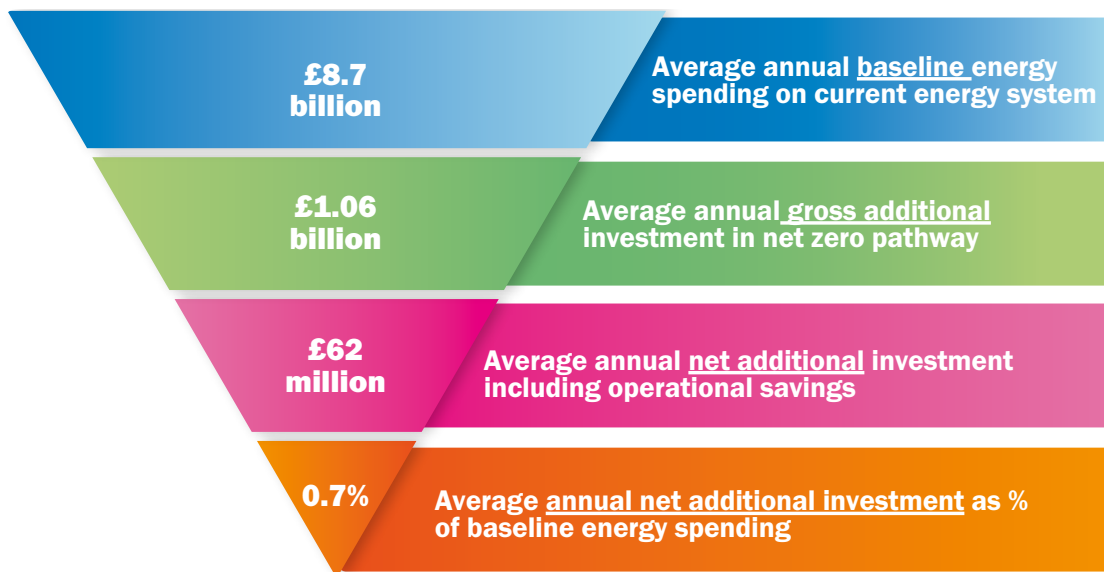 £8.7
billion
Average annual baseline energy
spending on current energy system
£1.06
billion
Average annual gross additional
investment in net zero pathway
£62
million
Average annual net additional investment
including operational savings
0.7%
Average annual net additional investment as %
of baseline energy spending